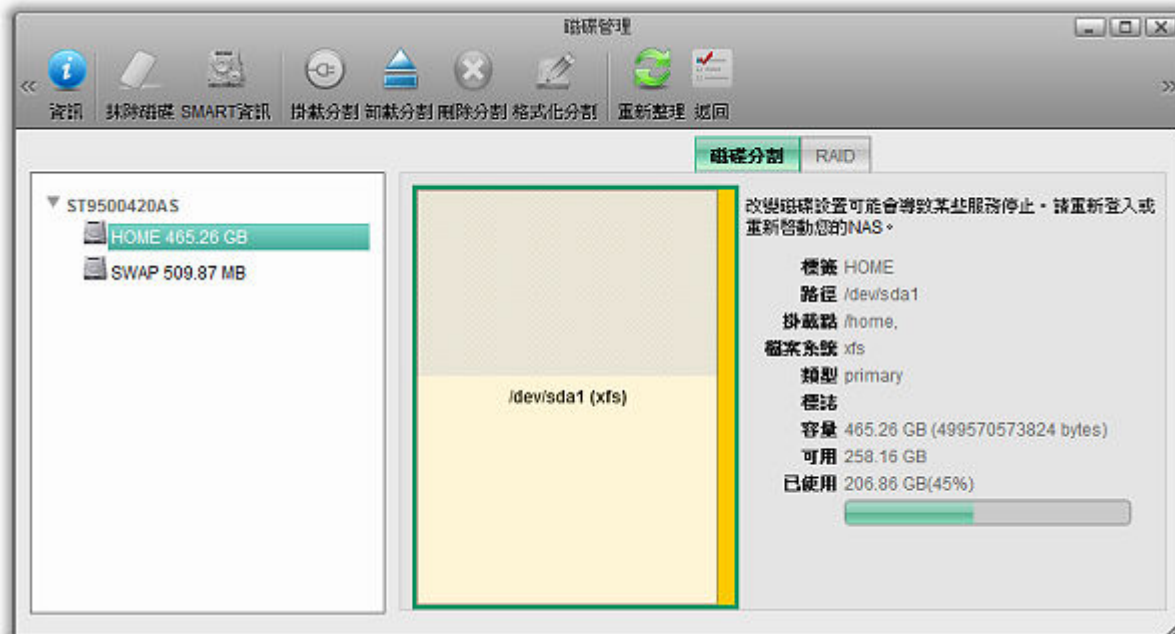 磁碟管理
資訊 抹除磁碟 SMART資訊 掛載分割 卸載分割 刪除分割 格式化分割 重新整理 返回
磁碟分割 RAID
ST9500420AS
HOME 465.26 GB
SWAP 509.87 MB
/dev/sda1 (xfs)
改變磁碟設置可能會導致某些服務停止。請重新登入或
重新啓動您的NAS。
標籤 HOME
路徑 /dev/sda1
掛載點 /home,
檔案系統 xfs
類型 primary
標誌
容量 465.26 GB (499570573824 bytes)
可用 258.16 GB
已使用 206.86 GB(45%)